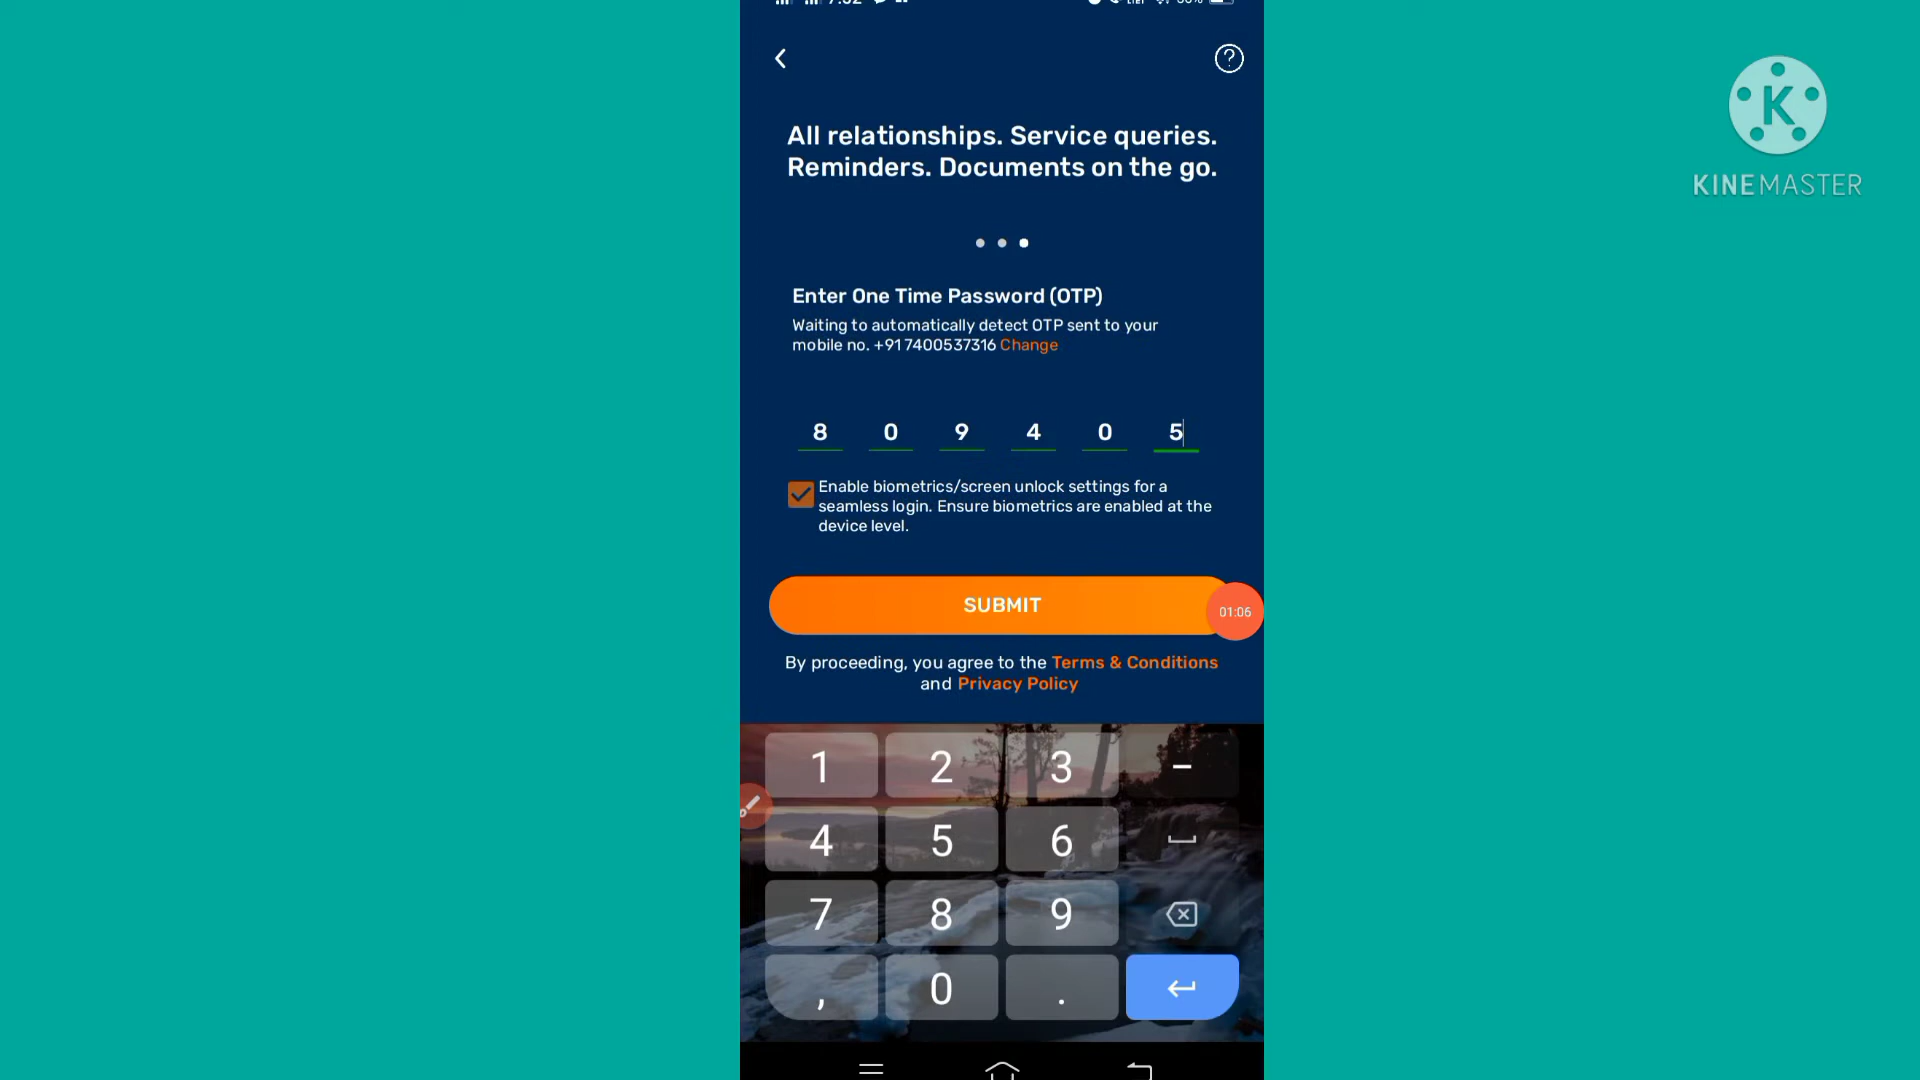 7:52
All relationships. Service queries.
Reminders. Documents on the go.
Enter One Time Password (OTP)
Waiting to automatically detect OTP sent to your
mobile no. +91 7400537316 Change
8 0 9 4 0 5
Enable biometrics/screen unlock settings for a
seamless login. Ensure biometrics are enabled at the
device level.
SUBMIT
01:06
By proceeding, you agree to the Terms & Conditions
and Privacy Policy
1 2 3 –
4 5 6
7 8 9
, 0 .
K
KINEMASTER